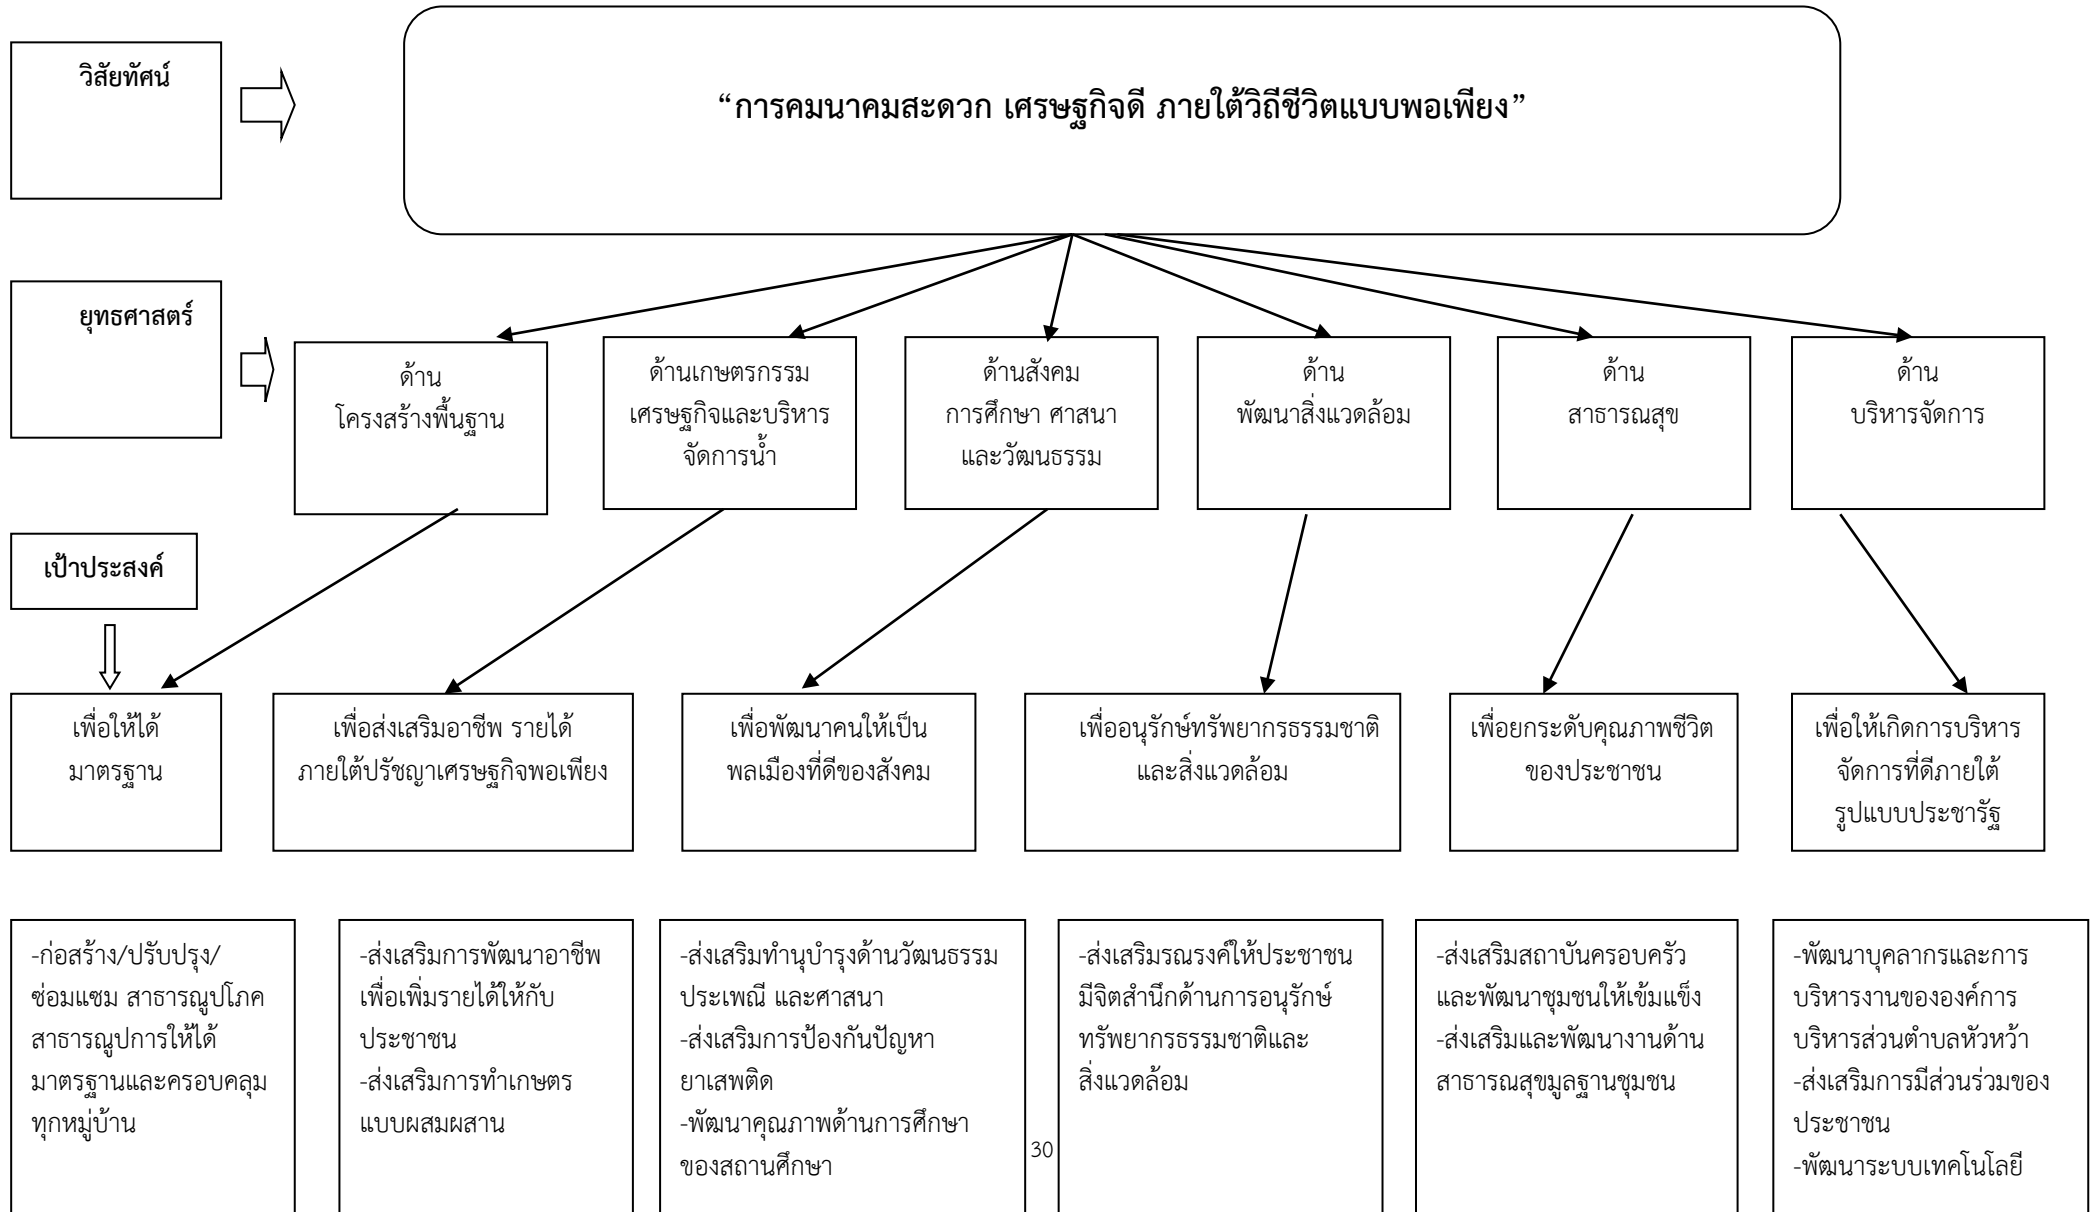 วิสัยทัศน์
“การคมนาคมสะดวก เศรษฐกิจดี ภายใต้วิถีชีวิตแบบพอเพียง”
ยุทธศาสตร์
ด้าน
โครงสร้างพื้นฐาน
ด้านเกษตรกรรม
เศรษฐกิจและบริหาร
จัดการน้ำ
ด้านสังคม
การศึกษา ศาสนา
และวัฒนธรรม
ด้าน
พัฒนาสิ่งแวดล้อม
ด้าน
สาธารณสุข
ด้าน
บริหารจัดการ
เป้าประสงค์
เพื่อให้ได้
มาตรฐาน
เพื่อส่งเสริมอาชีพ รายได้
ภายใต้ปรัชญาเศรษฐกิจพอเพียง
เพื่อพัฒนาคนให้เป็น
พลเมืองที่ดีของสังคม
เพื่ออนุรักษ์ทรัพยากรธรรมชาติ
และสิ่งแวดล้อม
เพื่อยกระดับคุณภาพชีวิต
ของประชาชน
เพื่อให้เกิดการบริหาร
จัดการที่ดีภายใต้
รูปแบบประชารัฐ
-ก่อสร้าง/ปรับปรุง/
ซ่อมแซม สาธารณูปโภค
สาธารณูปการให้ได้
มาตรฐานและครอบคลุม
ทุกหมู่บ้าน
-ส่งเสริมการพัฒนาอาชีพ
เพื่อเพิ่มรายได้ให้กับ
ประชาชน
-ส่งเสริมการทำเกษตร
แบบผสมผสาน
-ส่งเสริมทำนุบำรุงด้านวัฒนธรรม
ประเพณี และศาสนา
-ส่งเสริมการป้องกันปัญหา
ยาเสพติด
-พัฒนาคุณภาพด้านการศึกษา
ของสถานศึกษา
30
-ส่งเสริมรณรงค์ให้ประชาชน
มีจิตสำนึกด้านการอนุรักษ์
ทรัพยากรธรรมชาติและ
สิ่งแวดล้อม
-ส่งเสริมสถาบันครอบครัว
และพัฒนาชุมชนให้เข้มแข็ง
-ส่งเสริมและพัฒนางานด้าน
สาธารณสุขมูลฐานชุมชน
-พัฒนาบุคลากรและการ
บริหารงานขององค์การ
บริหารส่วนตำบลหัวหว้า
-ส่งเสริมการมีส่วนร่วมของ
ประชาชน
-พัฒนาระบบเทคโนโลยี